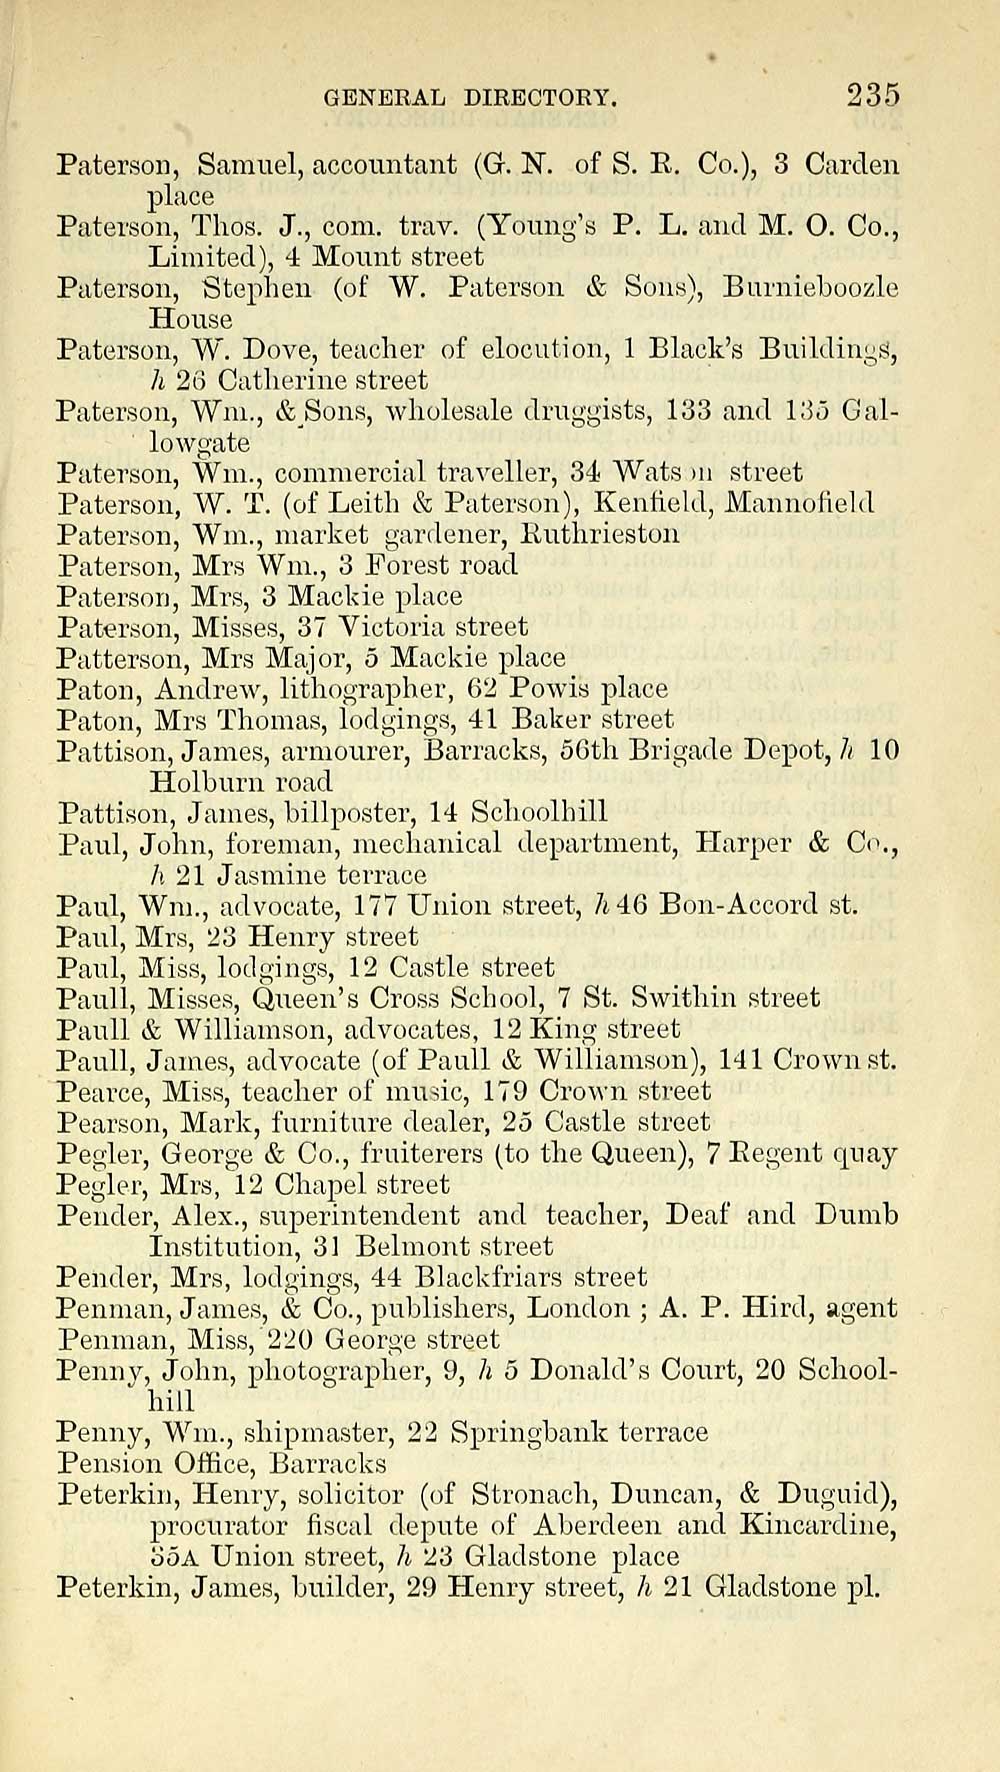 GENERAL DIRECTORY. 235
Paterson, Samuel, accountant (G. N. of S. R. Co.), 3 Carden
place
Paterson, Thos. J., com. trav. (Young's P. L. and M. O. Co.,
Limited), 4 Mount street
Paterson, Stephen (of W. Paterson & Sons), Burnieboozle
House
Paterson, W. Dove, teacher of elocution, 1 Black's Buildings,
h 26 Catherine street
Paterson, Wm., & Sons, wholesale druggists, 133 and 135 Gal-
lowgate
Paterson, Wm., commercial traveller, 34 Watson street
Paterson, W. T. (of Leith & Paterson), Kenfield, Mannofield
Paterson, Wm., market gardener, Ruthrieston
Paterson, Mrs Wm., 3 Forest road
Paterson, Mrs, 3 Mackie place
Paterson, Misses, 37 Victoria street
Patterson, Mrs Major, 5 Mackie place
Paton, Andrew, lithographer, 62 Powis place
Paton, Mrs Thomas, lodgings, 41 Baker street
Pattison, James, armourer, Barracks, 56th Brigade Depot, h 10
Holburn road
Pattison, James, billposter, 14 Schoolhill
Paul, John, foreman, mechanical department, Harper & Co.,
h 21 Jasmine terrace
Paul, Wm., advocate, 177 Union street, h 46 Bon-Accord st.
Paul, Mrs, 23 Henry street
Paul, Miss, lodgings, 12 Castle street
Paull, Misses, Queen's Cross School, 7 St. Swithin street
Paull & Williamson, advocates, 12 King street
Paull, James, advocate (of Paull & Williamson), 141 Crown st.
Pearce, Miss, teacher of music, 179 Crown street
Pearson, Mark, furniture dealer, 25 Castle street
Pegler, George & Co., fruiterers (to the Queen), 7 Regent quay
Pegler, Mrs, 12 Chapel street
Pender, Alex., superintendent and teacher, Deaf and Dumb
Institution, 31 Belmont street
Pender, Mrs, lodgings, 44 Blackfriars street
Penman, James, & Co., publishers, London ; A. P. Hird, agent
Penman, Miss, 220 George street
Penny, John, photographer, 9, h 5 Donald's Court, 20 School-
hill
Penny, Wm., shipmaster, 22 Springbank terrace
Pension Office, Barracks
Peterkin, Henry, solicitor (of Stronach, Duncan, & Duguid),
procurator fiscal depute of Aberdeen and Kincardine,
Union street, h 23 Gladstone place
Peterkin, James, builder, 29 Henry street, h 21 Gladstone pl.